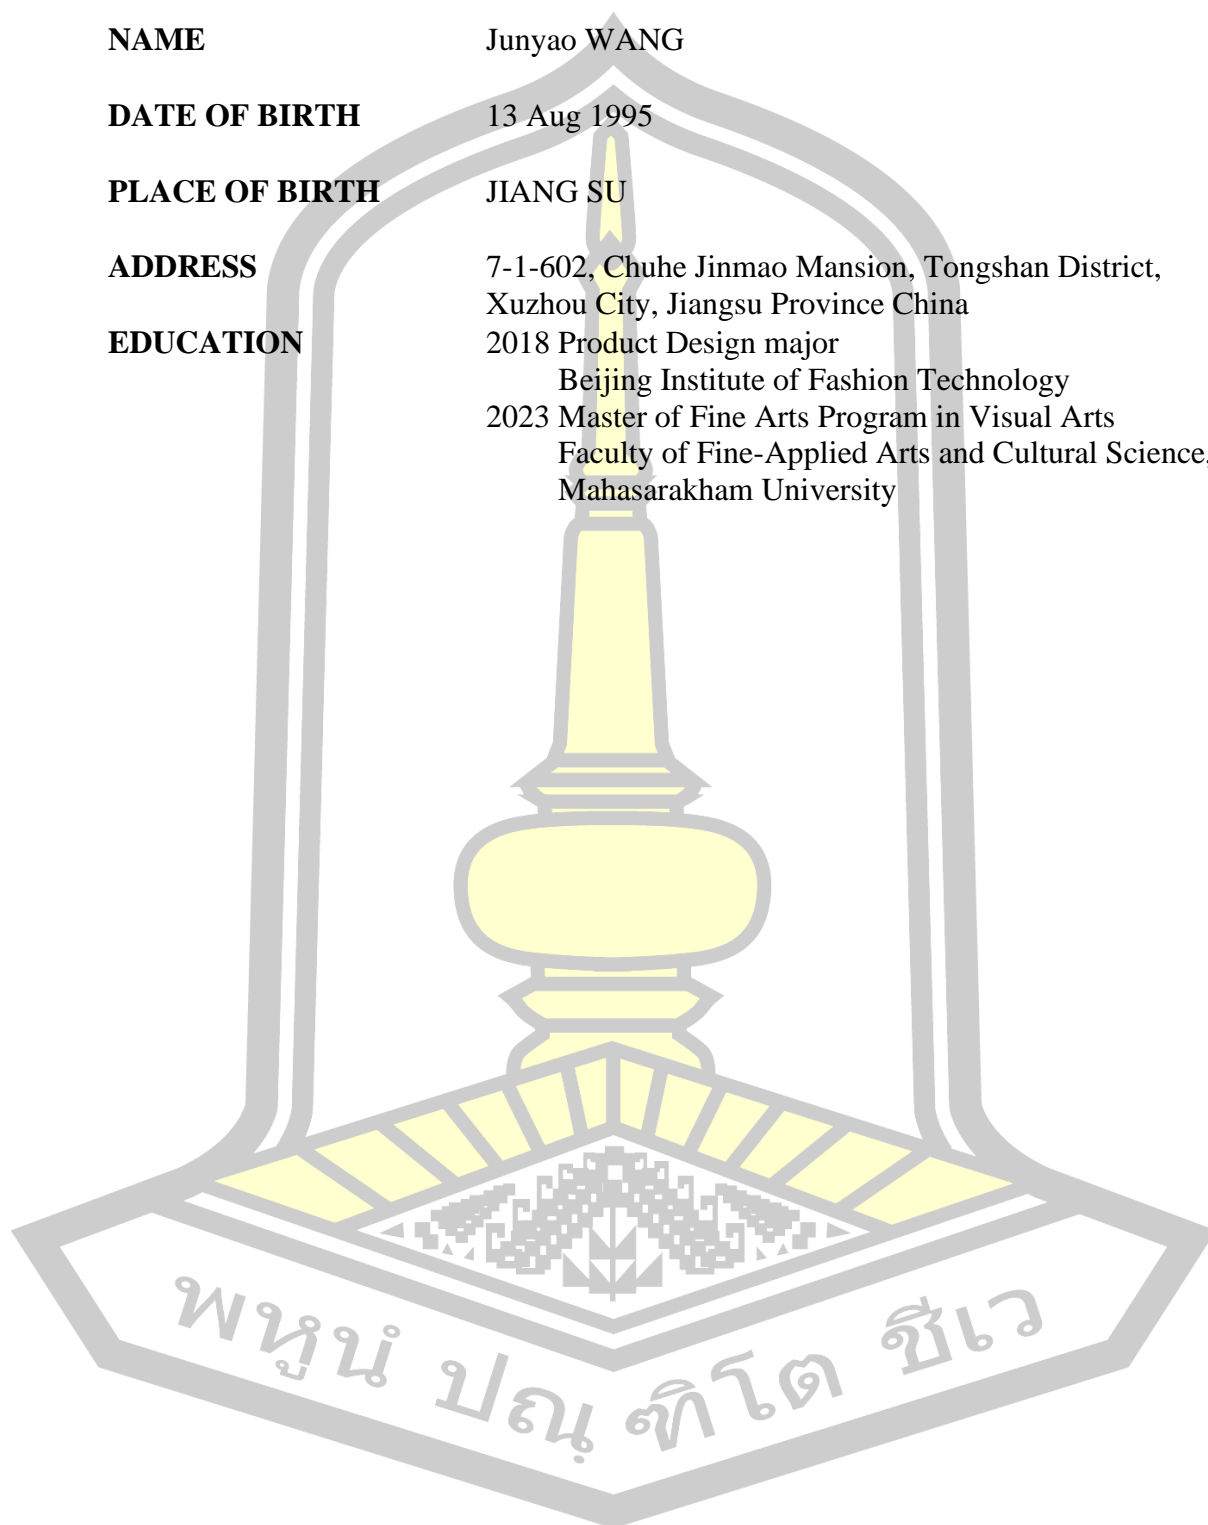 NAME Junyao WANG
DATE OF BIRTH 13 Aug 1995
PLACE OF BIRTH JIANG SU
ADDRESS 7-1-602, Chuhe Jinmao Mansion, Tongshan District,
Xuzhou City, Jiangsu Province China
EDUCATION 2018 Product Design major
Beijing Institute of Fashion Technology
2023 Master of Fine Arts Program in Visual Arts
Faculty of Fine-Applied Arts and Cultural Science,
Mahasarakham University
พหูนํ ปณฺฑิโต ชีเว